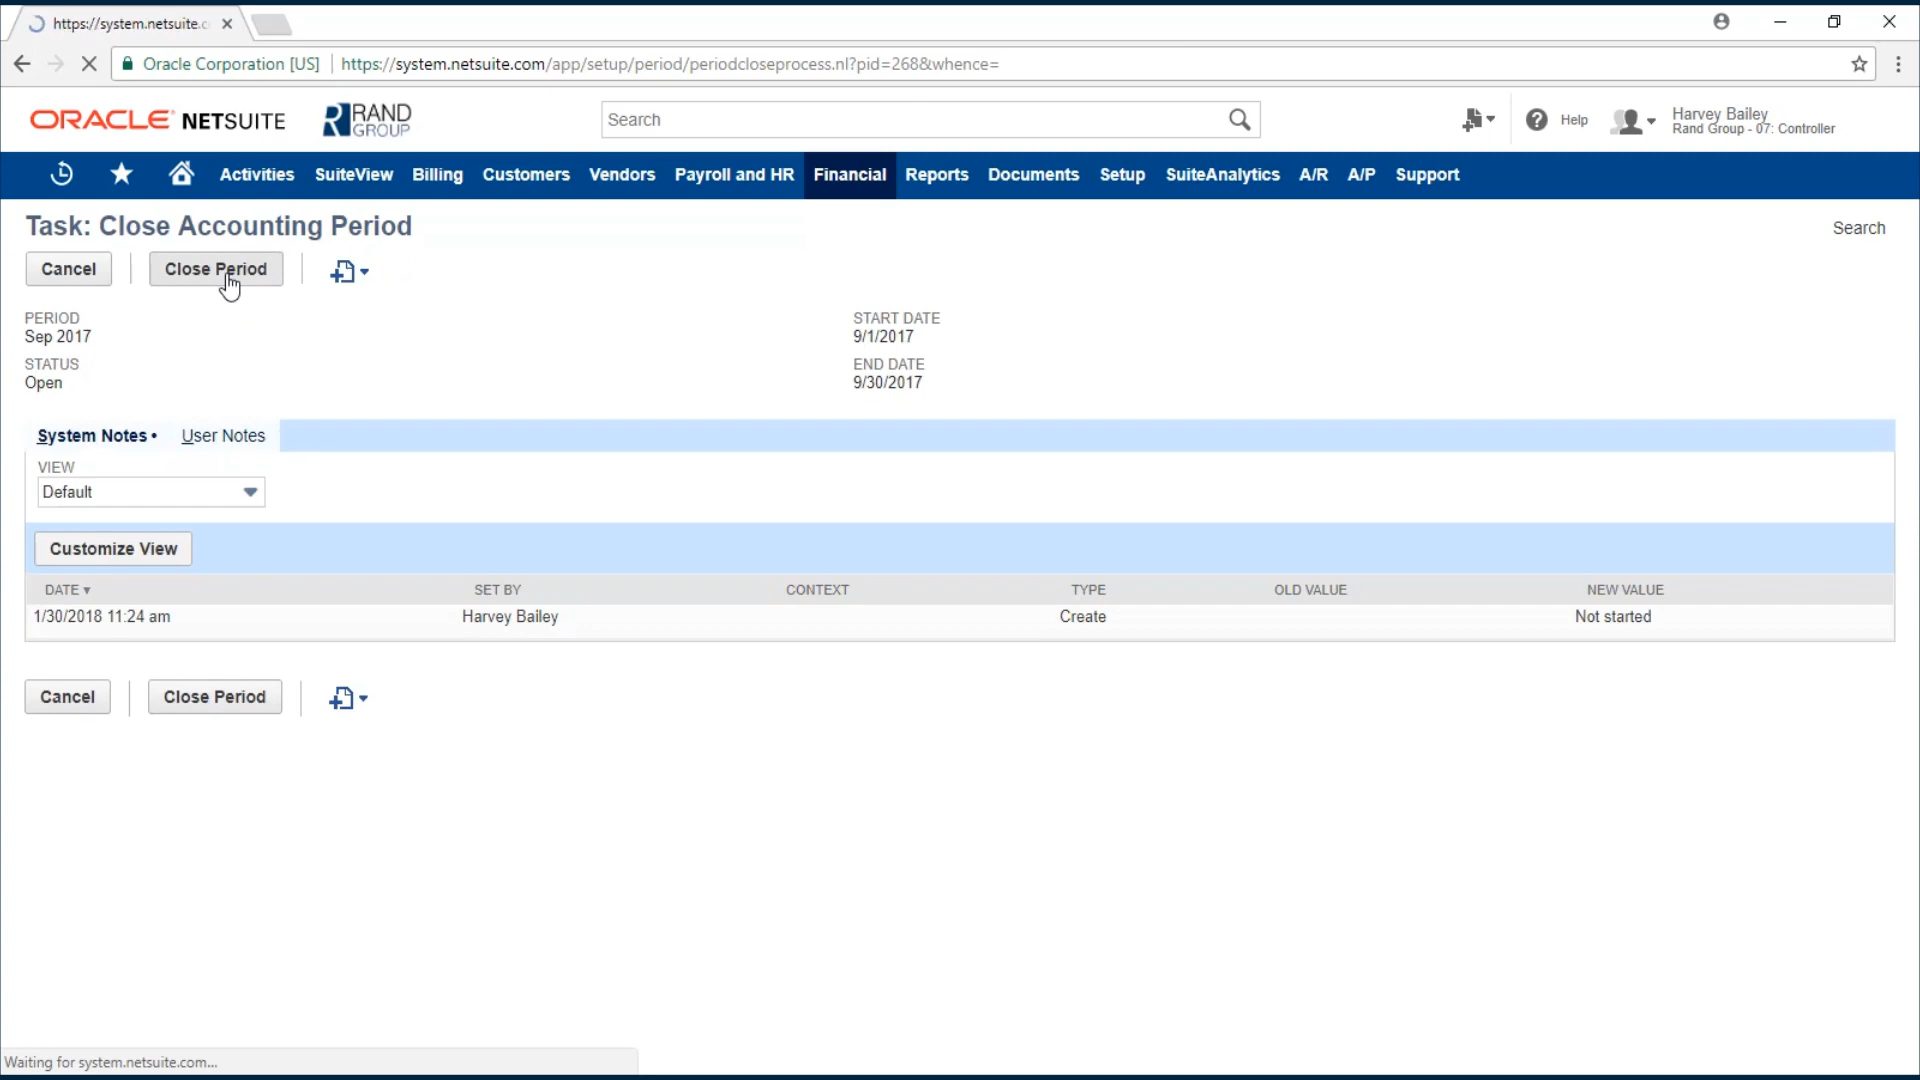 https://system.netsuite.c
Oracle Corporation [US] https://system.netsuite.com/app/setup/period/periodcloseprocess.nl?pid=268&whence=
ORACLE NETSUITE RAND GROUP Search Help Harvey Bailey
Rand Group - 07: Controller
Activities SuiteView Billing Customers Vendors Payroll and HR Financial Reports Documents Setup SuiteAnalytics A/R A/P Support
Task: Close Accounting Period Search
Cancel Close Period
PERIOD START DATE
Sep 2017 9/1/2017
STATUS END DATE
Open 9/30/2017
System Notes • User Notes
VIEW
Default
Customize View
DATE ▾ SET BY CONTEXT TYPE OLD VALUE NEW VALUE
1/30/2018 11:24 am Harvey Bailey Create Not started
Cancel Close Period
Waiting for system.netsuite.com...